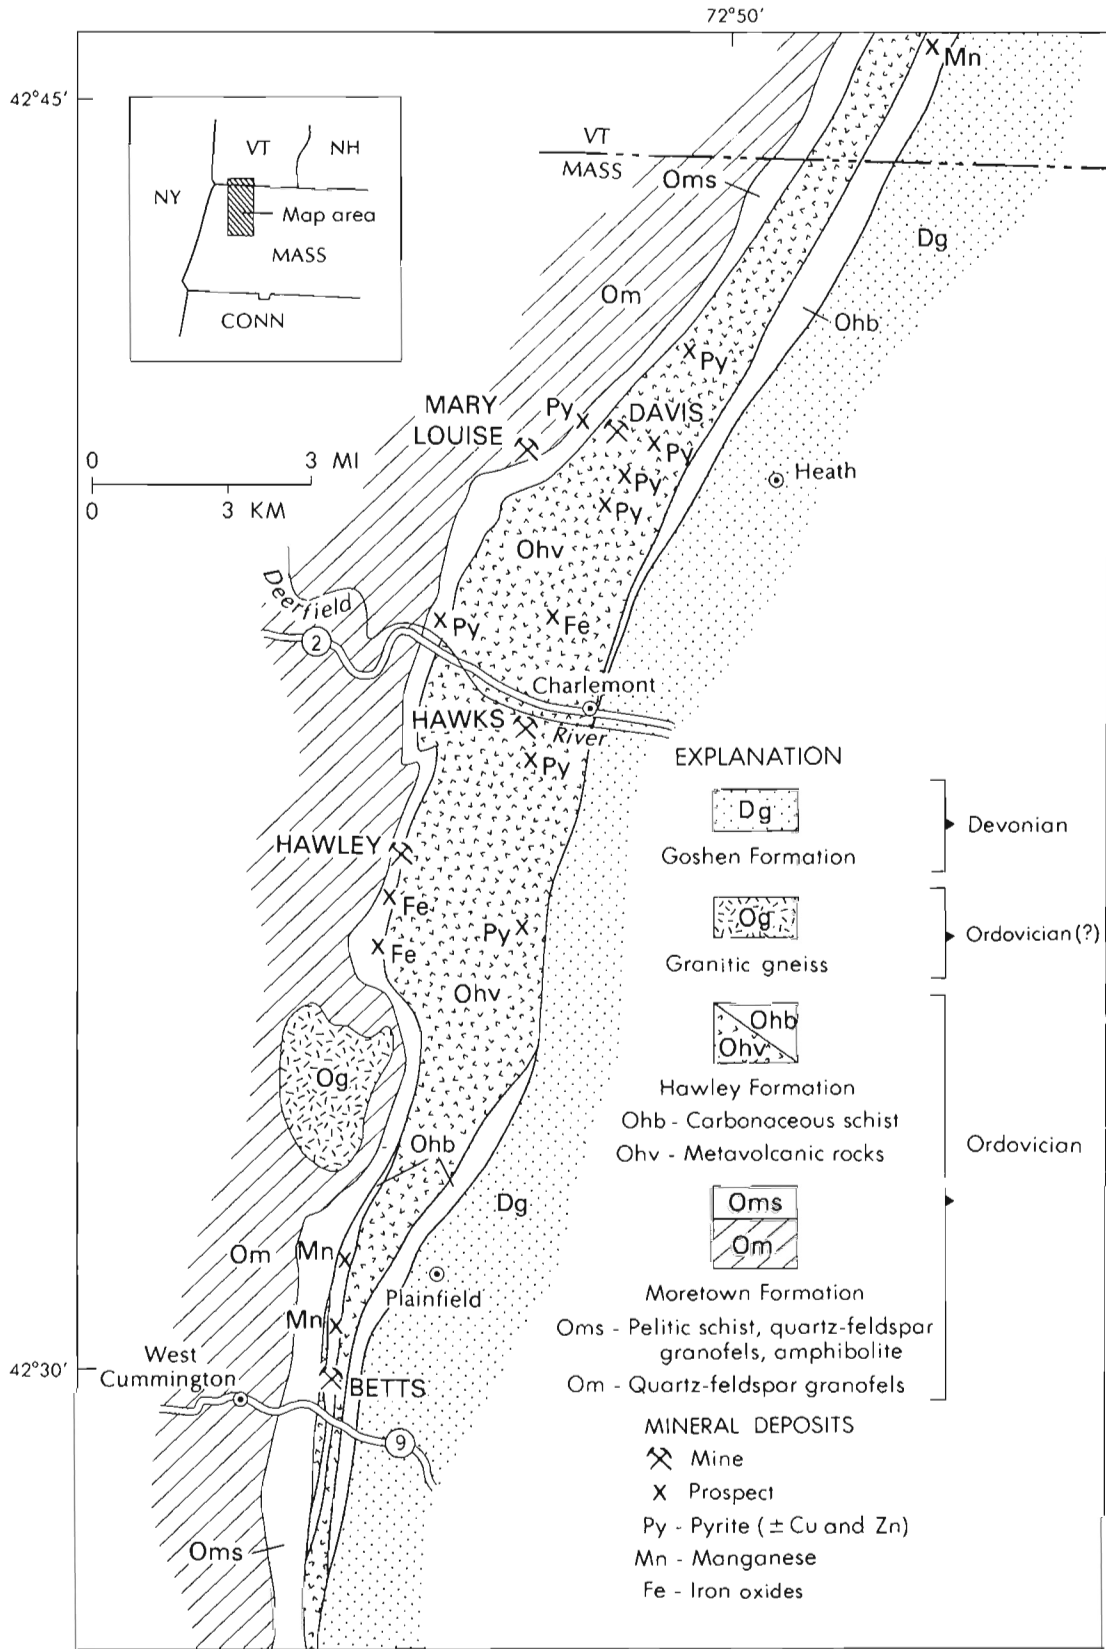 72°50'
42°45'
Mn
VT
NH
NY
Map area
MASS
CONN
VT
MASS
Oms
Dg
Om
Ohb
Py
MARY
LOUISE
Py
DAVIS
Py
Py
Py
Heath
0 3 MI
0 3 KM
Ohv
Deerfield
2
Py
Fe
Charlemont
HAWKS
River
Py
HAWLEY
Fe
Fe
Py
Ohv
Og
Ohb
Dg
Om
Mn
Plainfield
Mn
West
Cummington
42°30'
BETTS
9
Oms
EXPLANATION
Dg
Goshen Formation
Devonian
Og
Granitic gneiss
Ordovician(?)
Ohb
Ohv
Hawley Formation
Ohb - Carbonaceous schist
Ohv - Metavolcanic rocks
Ordovician
Oms
Om
Moretown Formation
Oms - Pelitic schist, quartz-feldspar
granofels, amphibolite
Om - Quartz-feldspar granofels
MINERAL DEPOSITS
Mine
x Prospect
Py - Pyrite (± Cu and Zn)
Mn - Manganese
Fe - Iron oxides